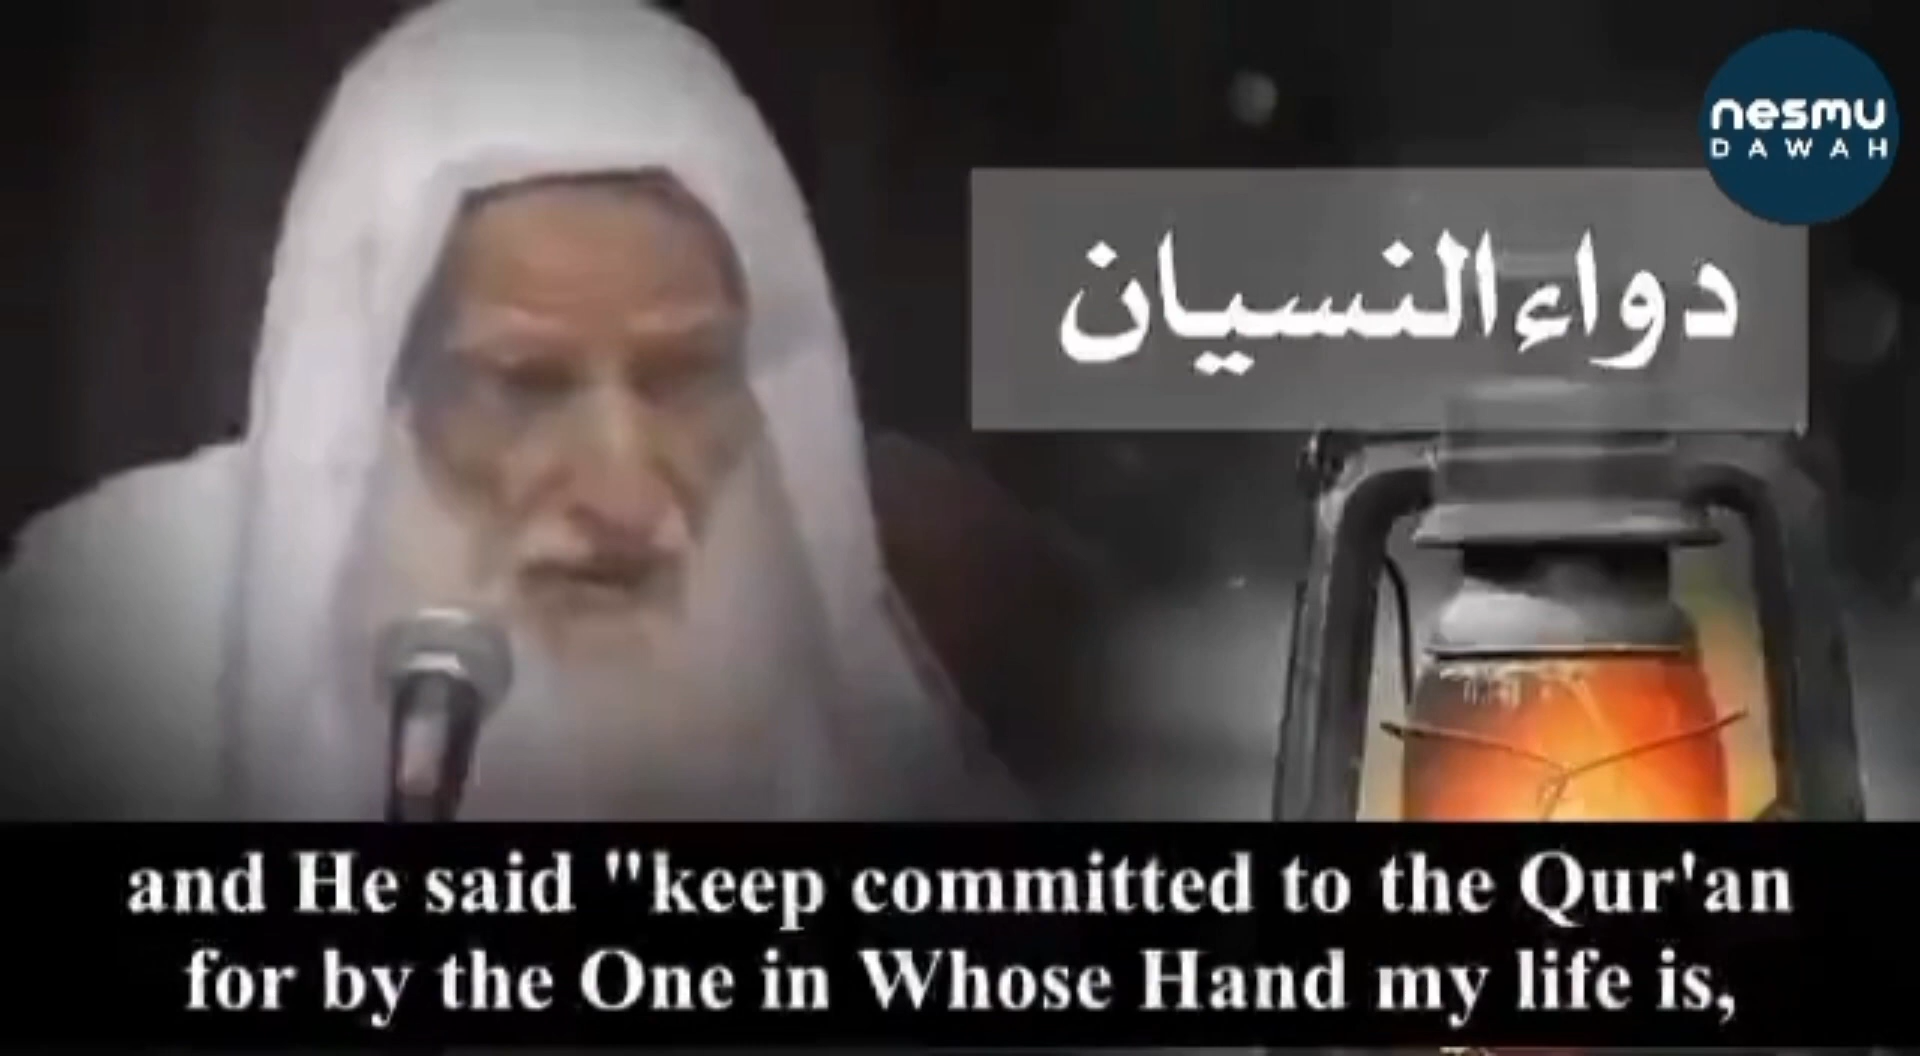 nesmu
DAWAH
دواء النسيان
and He said "keep committed to the Qur'an
for by the One in Whose Hand my life is,